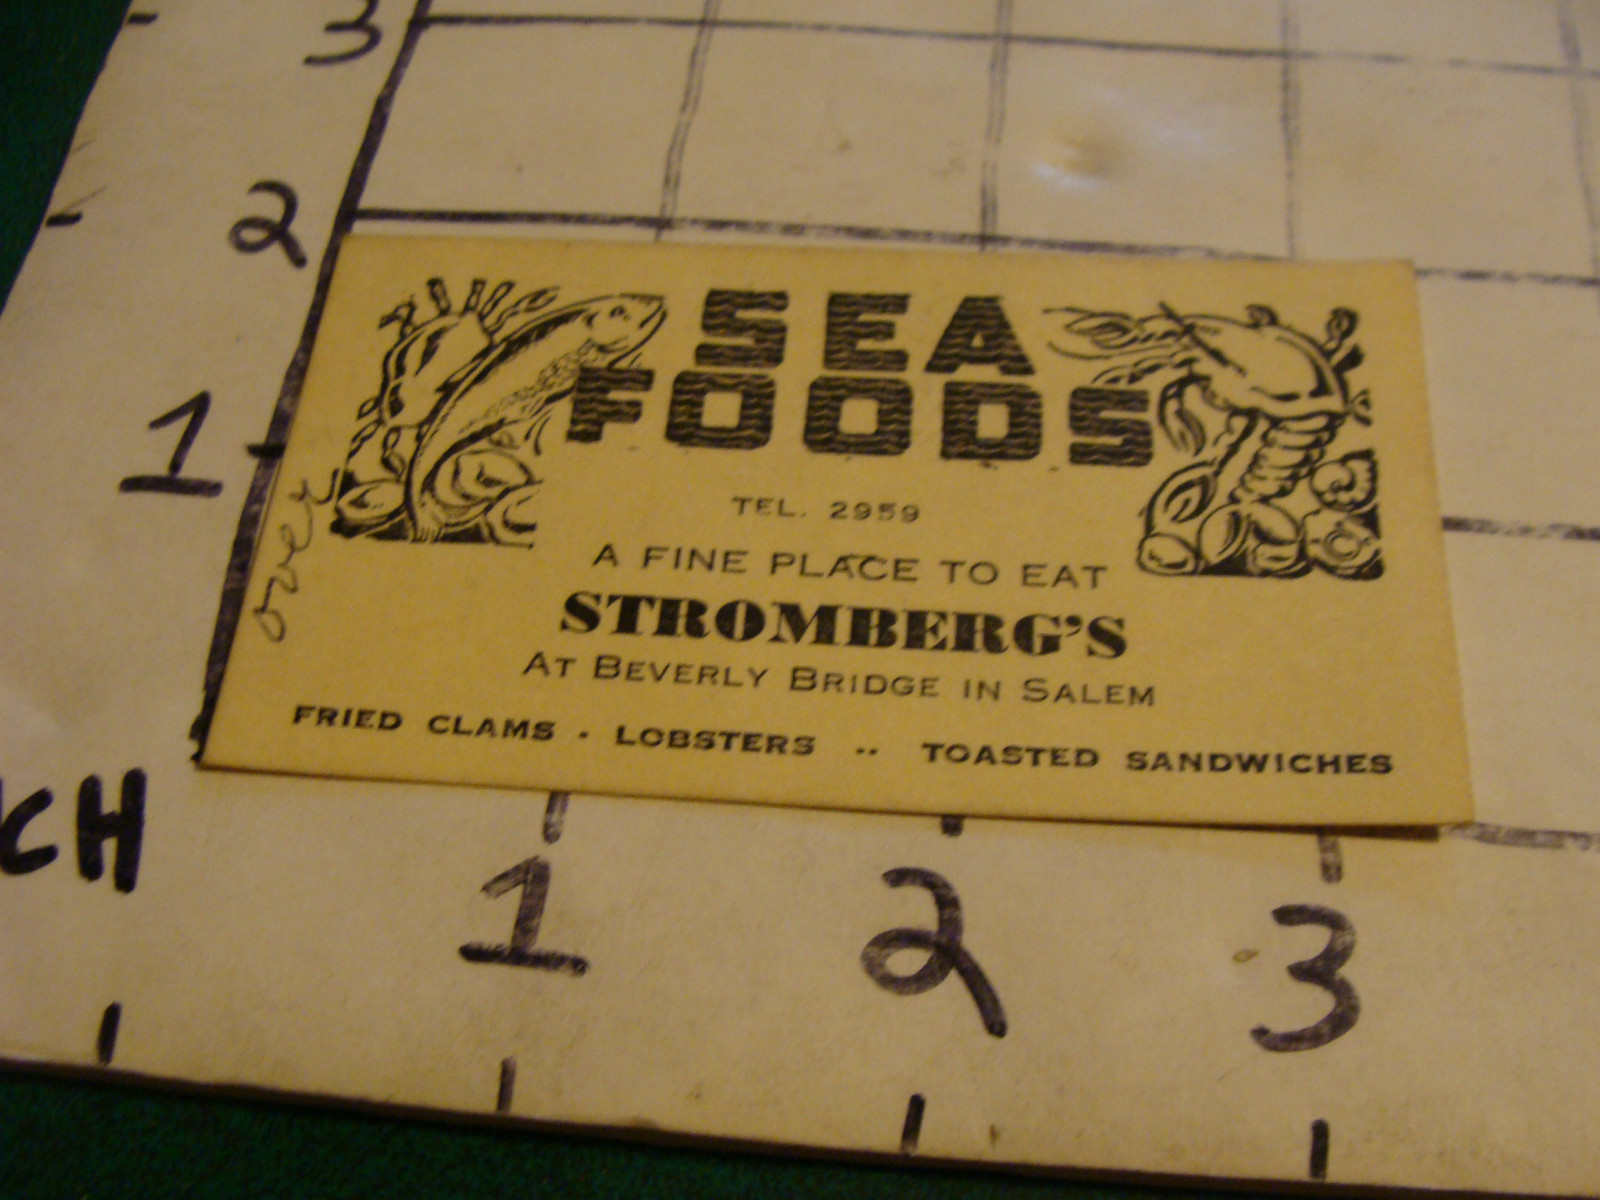 3
2
1
over
SEA
FOODS
TEL. 2959
A FINE PLACE TO EAT
STROMBERG'S
AT BEVERLY BRIDGE IN SALEM
FRIED CLAMS . LOBSTERS .. TOASTED SANDWICHES
CH
1 2 3